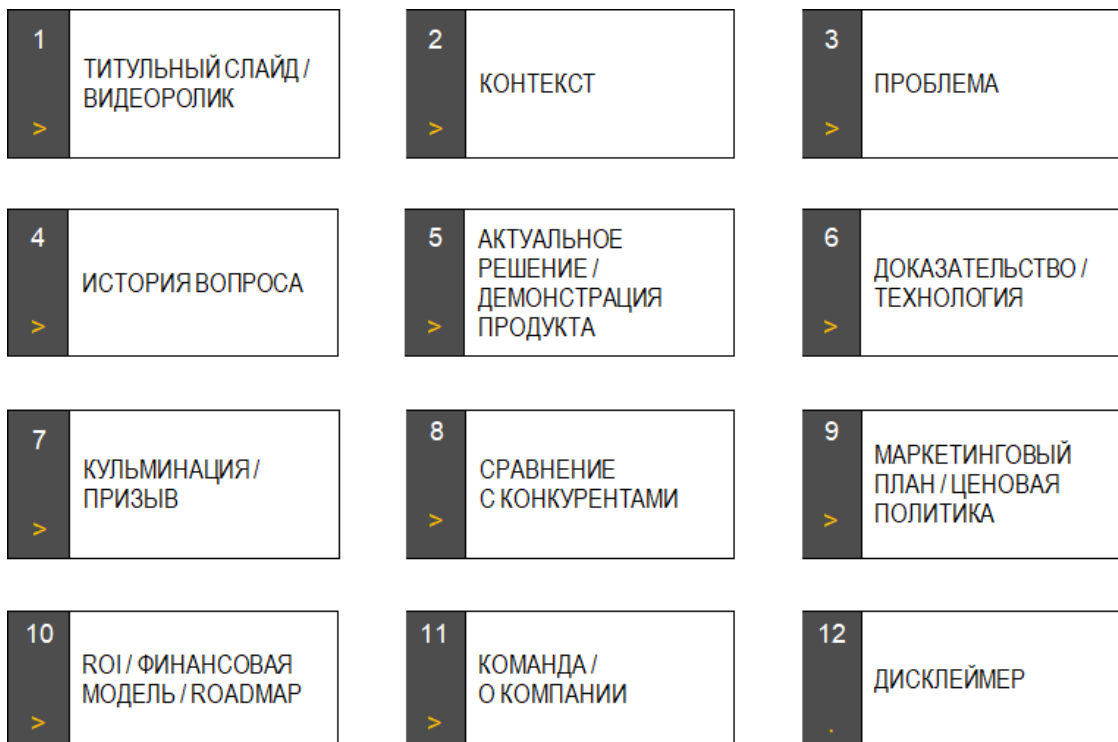 1
ТИТУЛЬНЫЙ СЛАЙД /
ВИДЕОРОЛИК
>
2
КОНТЕКСТ
>
3
ПРОБЛЕМА
>
4
ИСТОРИЯ ВОПРОСА
>
5
АКТУАЛЬНОЕ
РЕШЕНИЕ /
ДЕМОНСТРАЦИЯ
ПРОДУКТА
>
6
ДОКАЗАТЕЛЬСТВО /
ТЕХНОЛОГИЯ
>
7
КУЛЬМИНАЦИЯ /
ПРИЗЫВ
>
8
СРАВНЕНИЕ
С КОНКУРЕНТАМИ
>
9
МАРКЕТИНГОВЫЙ
ПЛАН / ЦЕНОВАЯ
ПОЛИТИКА
>
10
ROI / ФИНАНСОВАЯ
МОДЕЛЬ / ROADMAP
>
11
КОМАНДА /
О КОМПАНИИ
>
12
ДИСКЛЕЙМЕР
.